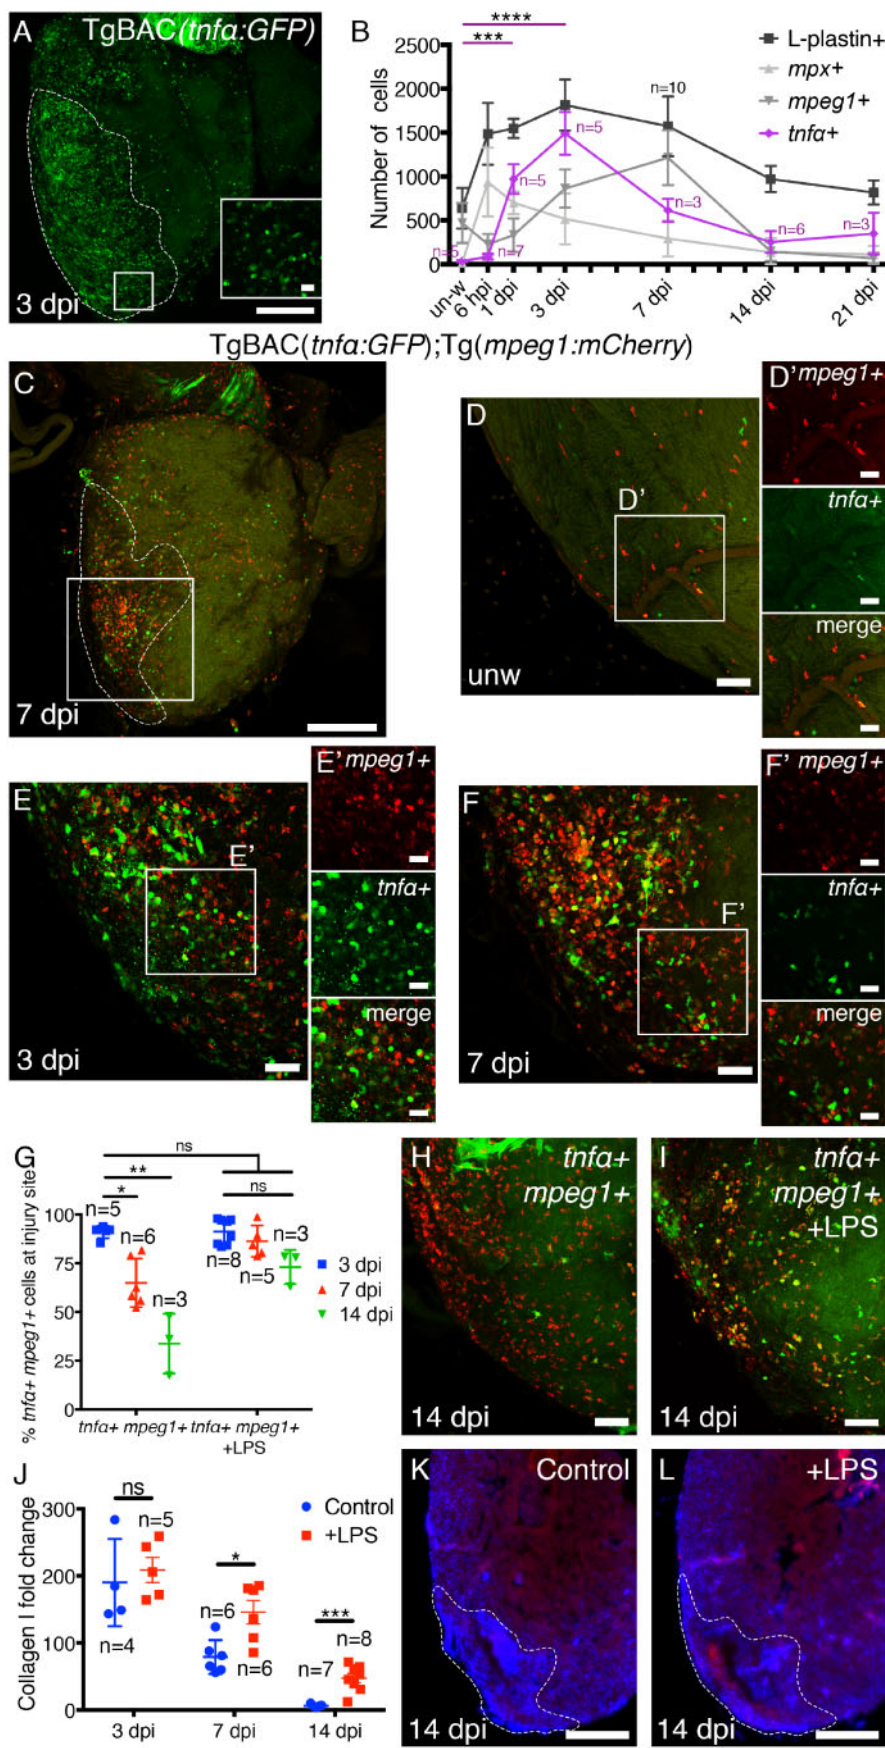 A
TgBAC(tnfa:GFP)
3 dpi
B
****
***
2500
2000
1500
1000
500
0
Number of cells
L-plastin+
mpx+
mpeg1+
tnfα+
n=10
n=5
n=5
n=3
n=6
n=3
n=5
n=7
un-w
6 hpi
1 dpi
3 dpi
7 dpi
14 dpi
21 dpi
TgBAC(tnfa:GFP);Tg(mpeg1:mCherry)
C
7 dpi
D
D'
unw
D' mpeg1+
tnfα+
merge
E
E'
3 dpi
E' mpeg1+
tnfα+
merge
F
F'
7 dpi
F' mpeg1+
tnfα+
merge
G
% tnfα+ mpeg1+ cells at injury site
100
75
50
25
0
ns
**
*
ns
n=5
n=6
n=3
n=8
n=5
n=3
3 dpi
7 dpi
14 dpi
tnfα+ mpeg1+
tnfα+ mpeg1+
+LPS
H
tnfα+
mpeg1+
14 dpi
I
tnfα+
mpeg1+
+LPS
14 dpi
J
Collagen I fold change
300
200
100
0
ns
n=5
n=4
*
n=6
n=6
***
n=8
n=7
Control
+LPS
3 dpi
7 dpi
14 dpi
K
Control
14 dpi
L
+LPS
14 dpi